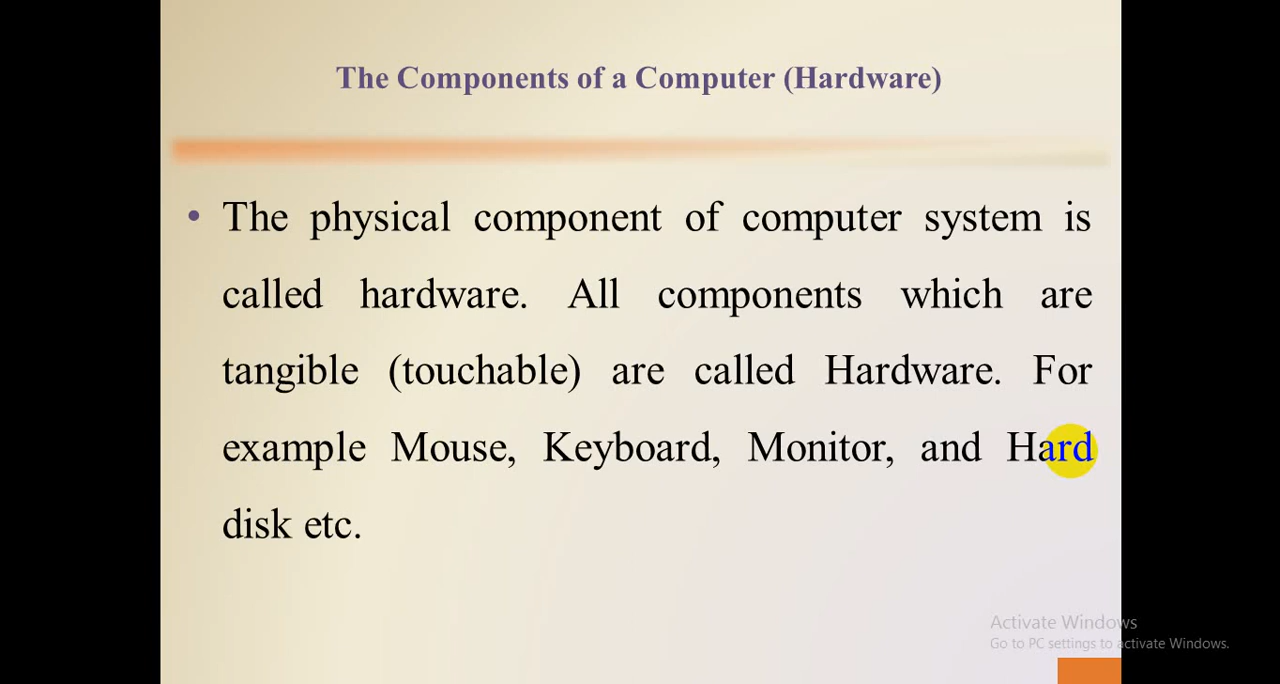 The Components of a Computer (Hardware)
• The physical component of computer system is
called hardware. All components which are
tangible (touchable) are called Hardware. For
example Mouse, Keyboard, Monitor, and Hard
disk etc.
Activate Windows
Go to PC settings to activate Windows.